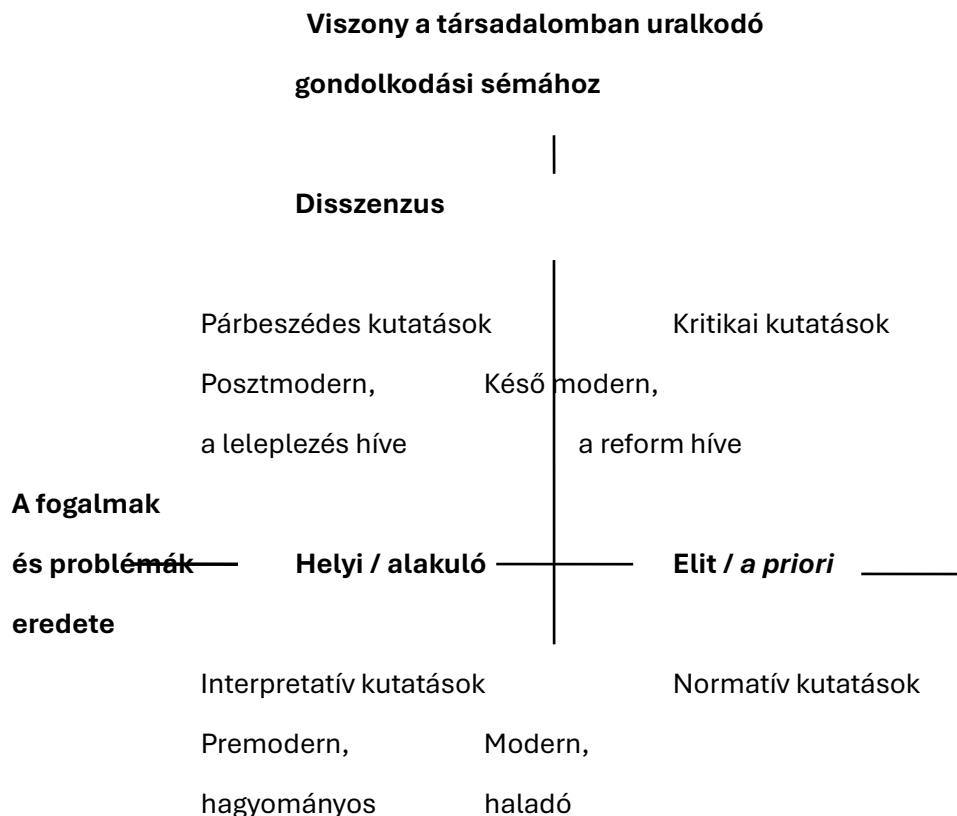 Viszony a társadalomban uralkodó
gondolkodási sémához
Disszenzus
Párbeszédes kutatások Kritikai kutatások
Posztmodern, Késő modern,
a leleplezés híve a reform híve
A fogalmak
és problémák Helyi / alakuló Elit / a priori
eredete
Interpretatív kutatások Normatív kutatások
Premodern, Modern,
hagyományos haladó